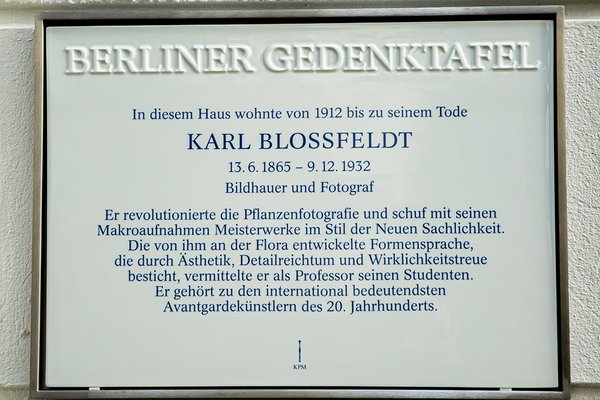 BERLINER GEDENKTAFEL
In diesem Haus wohnte von 1912 bis zu seinem Tode
KARL BLOSSFELDT
13. 6. 1865 – 9. 12. 1932
Bildhauer und Fotograf
Er revolutionierte die Pflanzenfotografie und schuf mit seinen
Makroaufnahmen Meisterwerke im Stil der Neuen Sachlichkeit.
Die von ihm an der Flora entwickelte Formensprache,
die durch Ästhetik, Detailreichtum und Wirklichkeitstreue
besticht, vermittelte er als Professor seinen Studenten.
Er gehört zu den international bedeutendsten
Avantgardekünstlern des 20. Jahrhunderts.
KPM